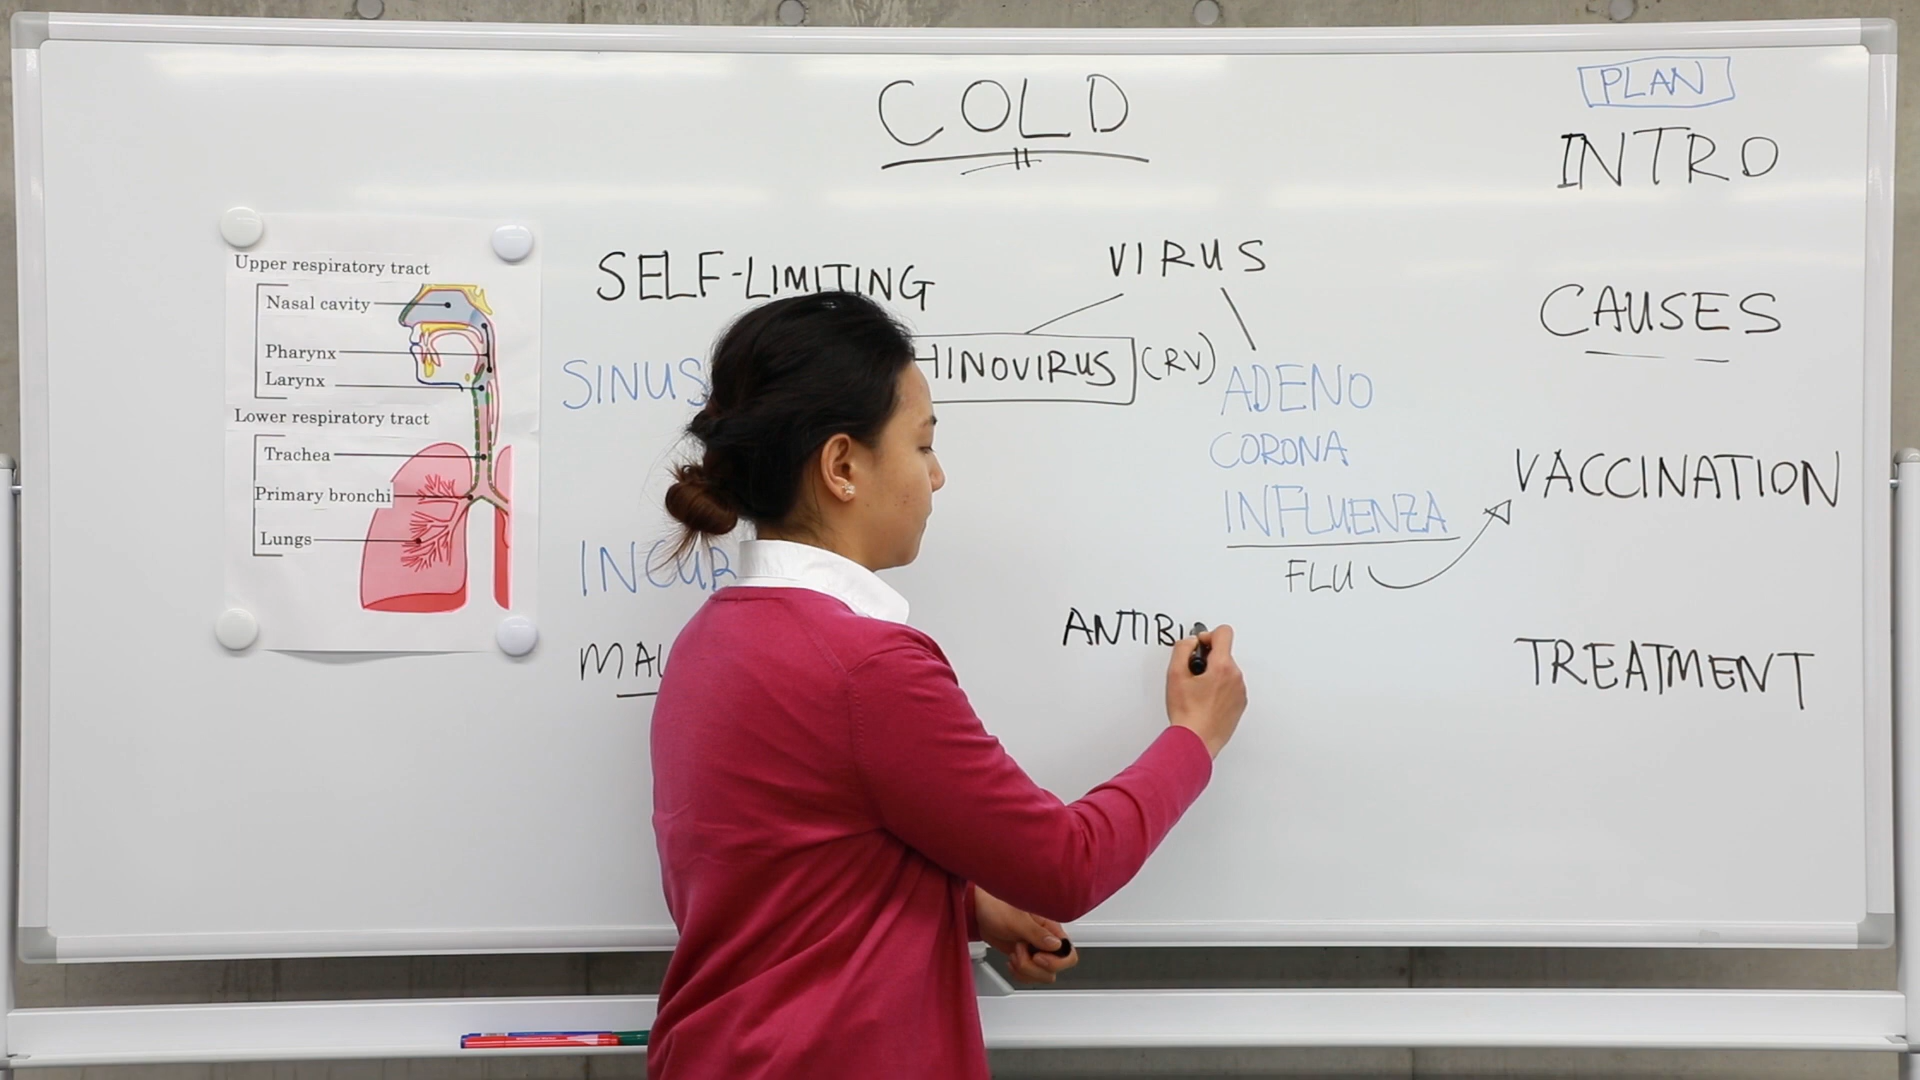 COLD
PLAN
INTRO
CAUSES
VACCINATION
TREATMENT
Upper respiratory tract
Nasal cavity
Pharynx
Larynx
Lower respiratory tract
Trachea
Primary bronchi
Lungs
SELF-LIMITING
SINUS
INCUB
MAL
VIRUS
HINOVIRUS (RV)
ADENO
CORONA
INFLUENZA
FLU
ANTIBI